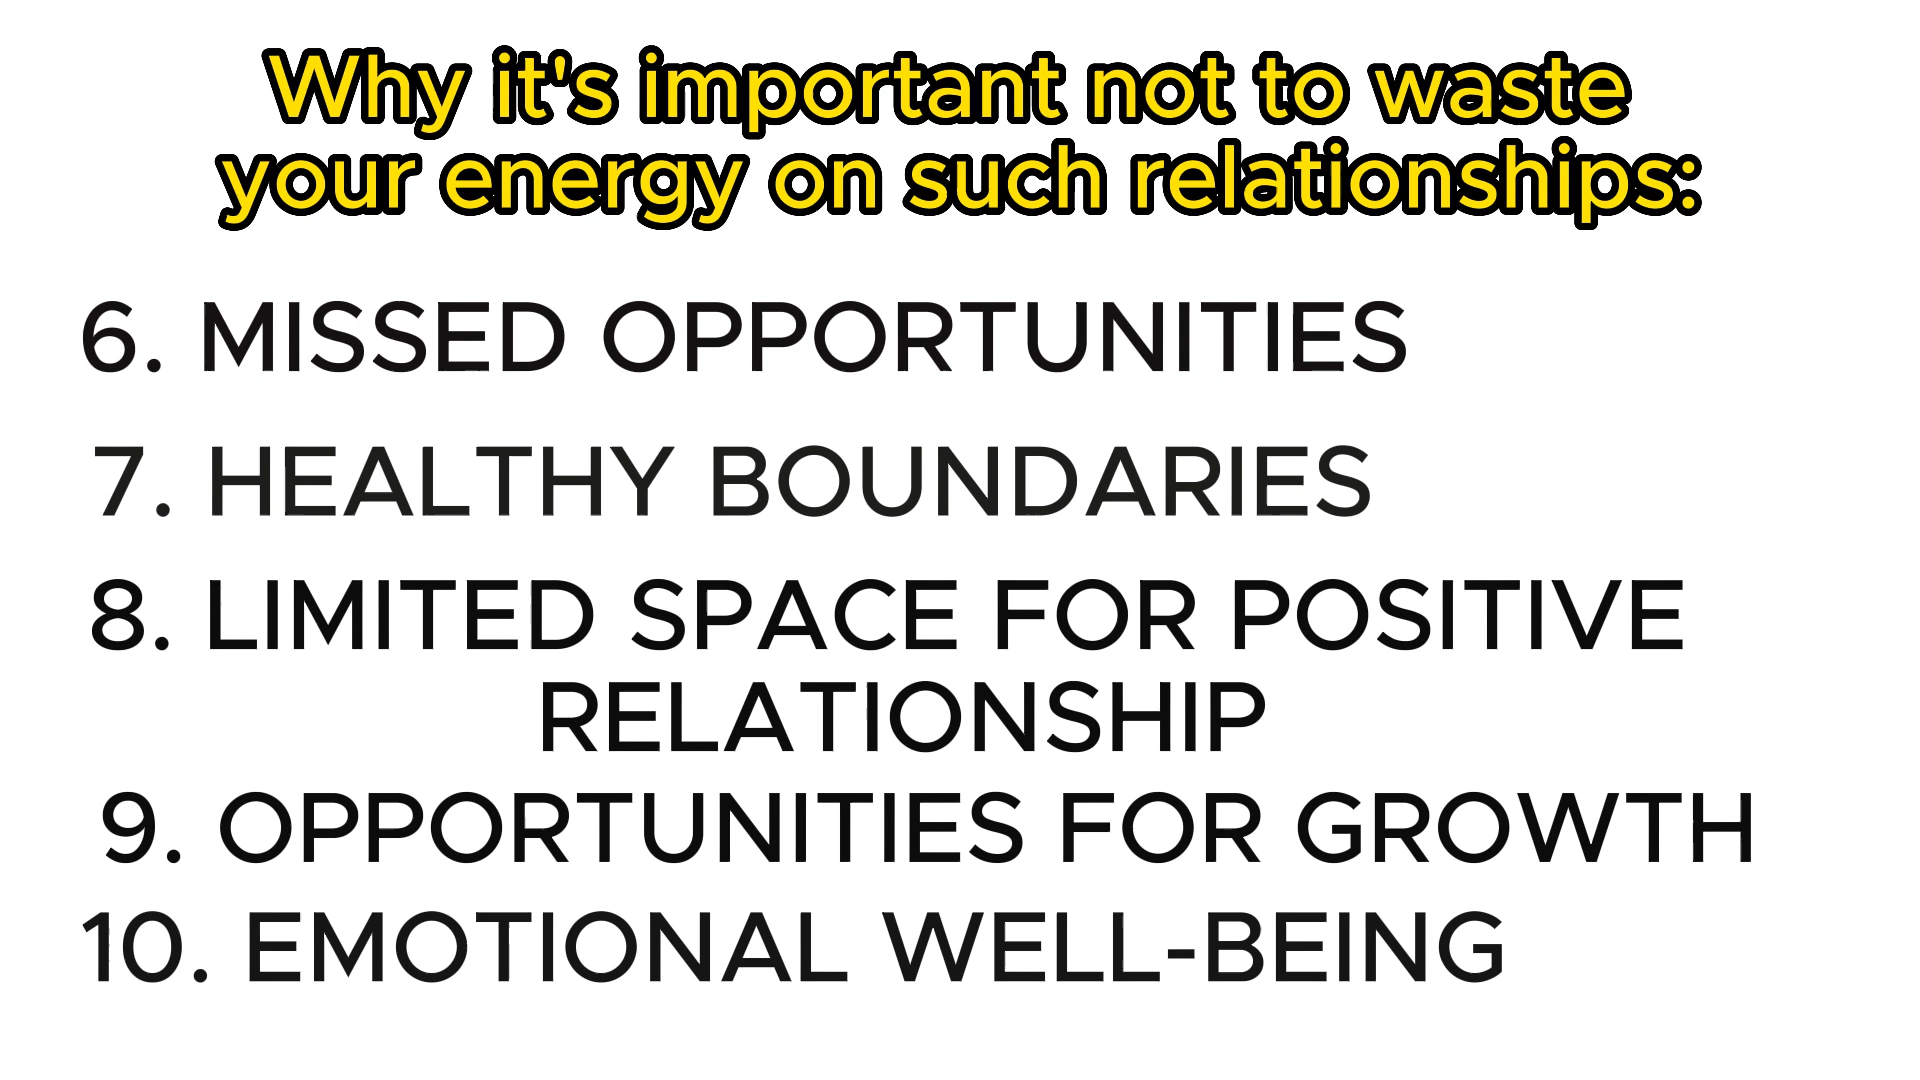 Why it's important not to waste
your energy on such relationships:
6. MISSED OPPORTUNITIES
7. HEALTHY BOUNDARIES
8. LIMITED SPACE FOR POSITIVE
RELATIONSHIP
9. OPPORTUNITIES FOR GROWTH
10. EMOTIONAL WELL-BEING